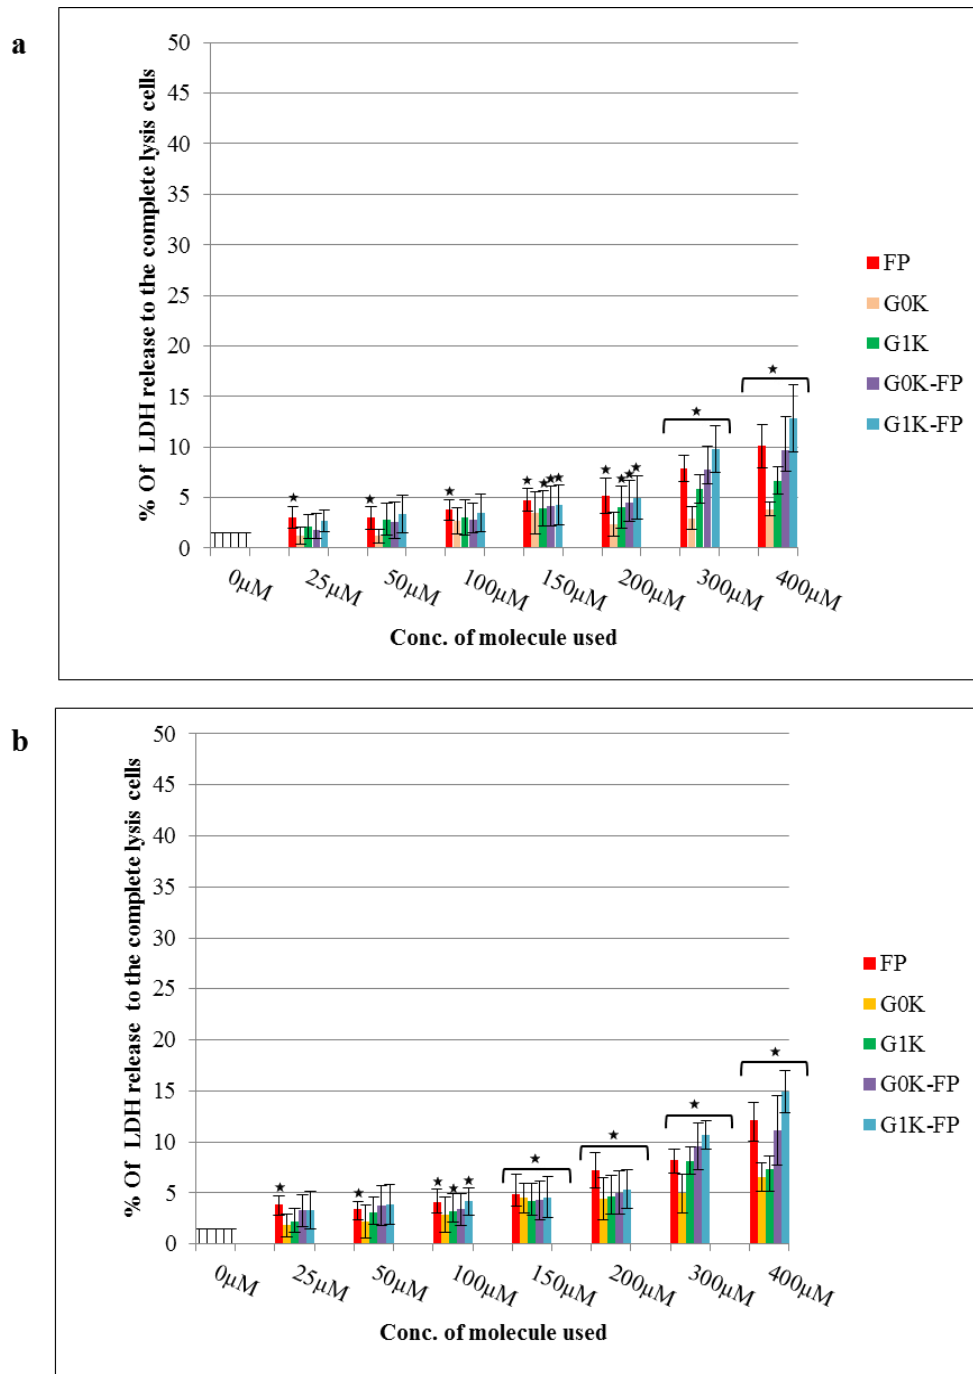 a
% Of LDH release to the complete lysis cells
50
45
40
35
30
25
20
15
10
5
0
★
★
★
★
★
★
★
★
★
★
★
★
★
0µM
25µM
50µM
100µM
150µM
200µM
300µM
400µM
Conc. of molecule used
FP
G0K
G1K
G0K-FP
G1K-FP
b
% Of LDH release to the complete lysis cells
50
45
40
35
30
25
20
15
10
5
0
★
★
★
★
★
★
★
★
★
0µM
25µM
50µM
100µM
150µM
200µM
300µM
400µM
Conc. of molecule used
FP
G0K
G1K
G0K-FP
G1K-FP